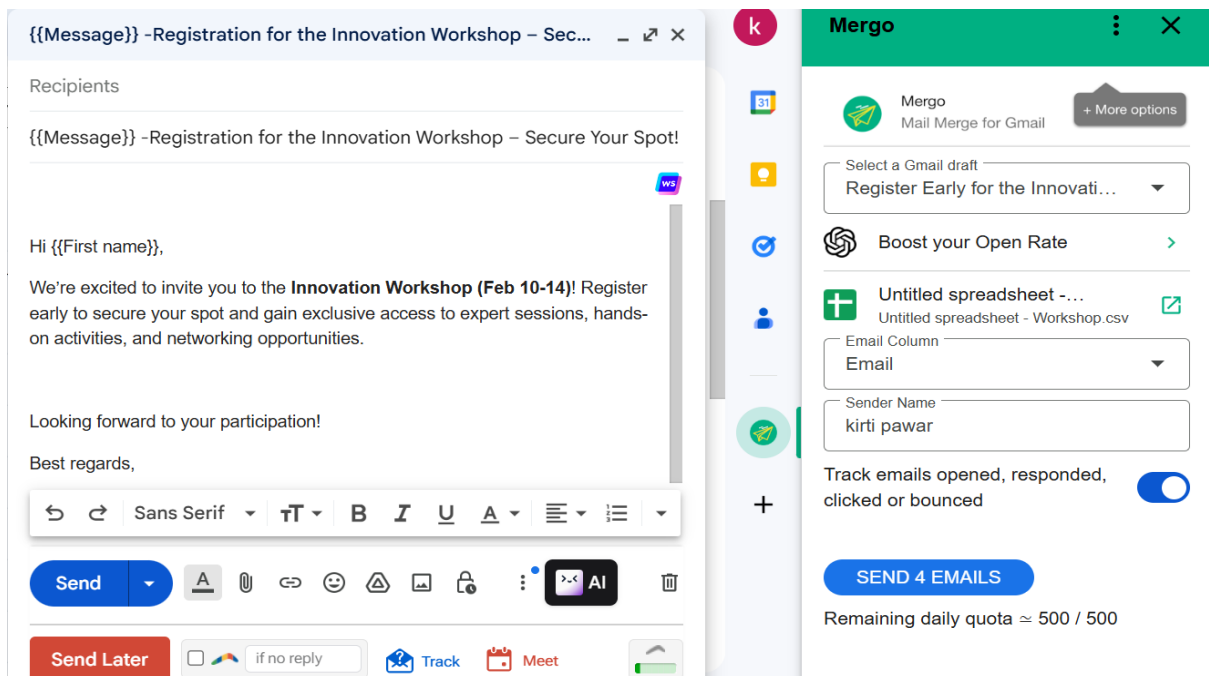 {{Message}} -Registration for the Innovation Workshop – Sec...
Recipients
{{Message}} -Registration for the Innovation Workshop – Secure Your Spot!
ws
Hi {{First name}},
We’re excited to invite you to the Innovation Workshop (Feb 10-14)! Register
early to secure your spot and gain exclusive access to expert sessions, hands-
on activities, and networking opportunities.
Looking forward to your participation!
Best regards,
Sans Serif
TT
B I U A
Send
A
AI
Send Later
if no reply
Track
Meet
k
31
Mergo
Mergo
Mail Merge for Gmail
+ More options
Select a Gmail draft
Register Early for the Innovati...
Boost your Open Rate
Untitled spreadsheet -...
Untitled spreadsheet - Workshop.csv
Email Column
Email
Sender Name
kirti pawar
Track emails opened, responded,
clicked or bounced
SEND 4 EMAILS
Remaining daily quota ≃ 500 / 500